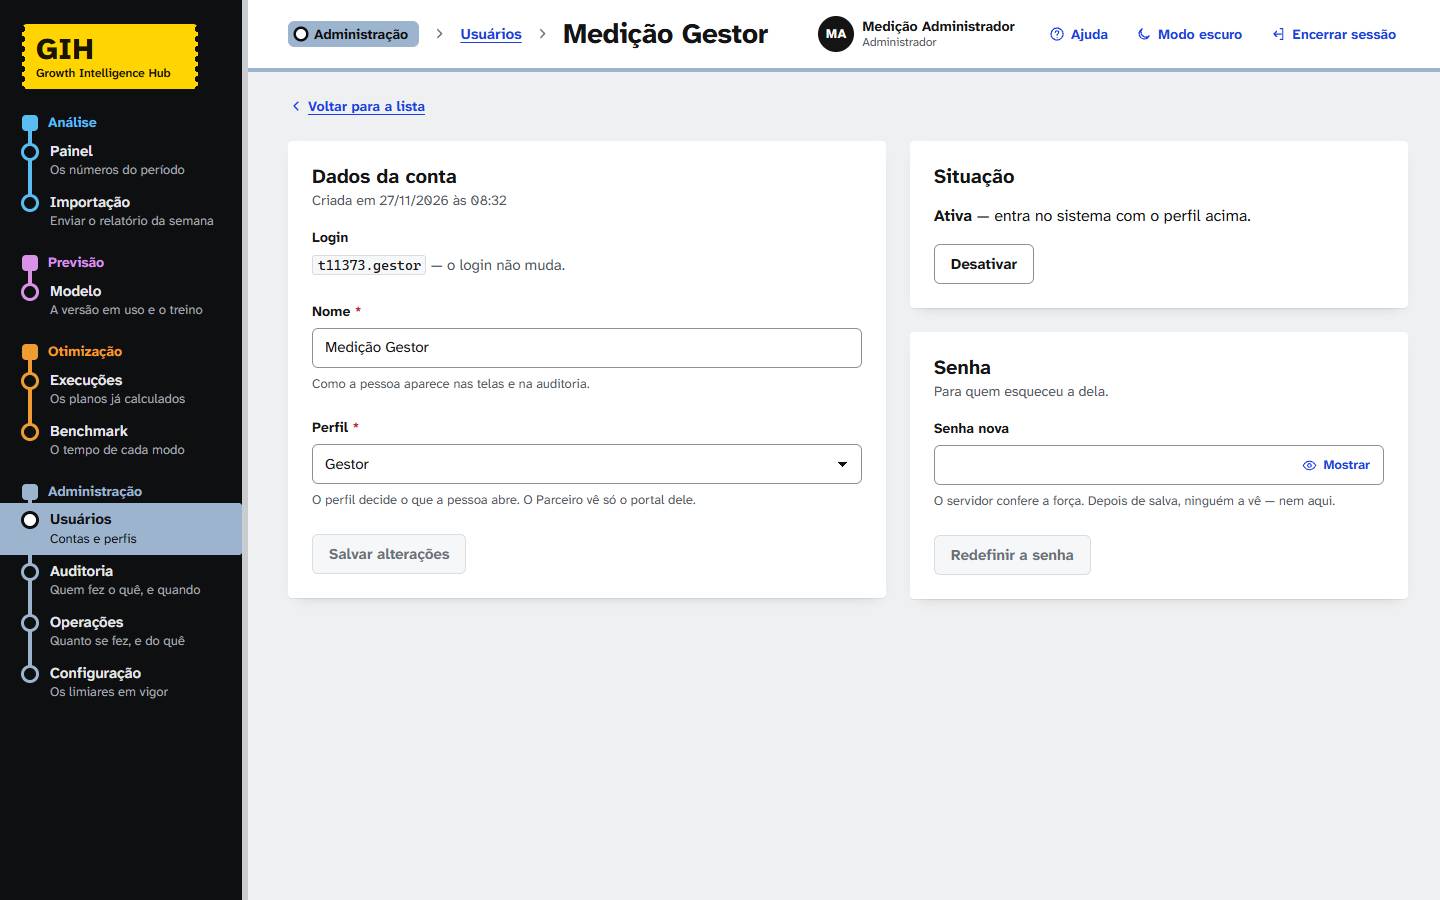 GIH
Growth Intelligence Hub
Análise
Painel
Os números do período
Importação
Enviar o relatório da semana
Previsão
Modelo
A versão em uso e o treino
Otimização
Execuções
Os planos já calculados
Benchmark
O tempo de cada modo
Administração
Usuários
Contas e perfis
Auditoria
Quem fez o quê, e quando
Operações
Quanto se fez, e do quê
Configuração
Os limiares em vigor
Administração
Usuários
Medição Gestor
MA
Medição Administrador
Administrador
Ajuda
Modo escuro
Encerrar sessão
Voltar para a lista
Dados da conta
Criada em 27/11/2026 às 08:32
Login
t11373.gestor — o login não muda.
Nome *
Medição Gestor
Como a pessoa aparece nas telas e na auditoria.
Perfil *
Gestor
O perfil decide o que a pessoa abre. O Parceiro vê só o portal dele.
Salvar alterações
Situação
Ativa — entra no sistema com o perfil acima.
Desativar
Senha
Para quem esqueceu a dela.
Senha nova
Mostrar
O servidor confere a força. Depois de salva, ninguém a vê — nem aqui.
Redefinir a senha